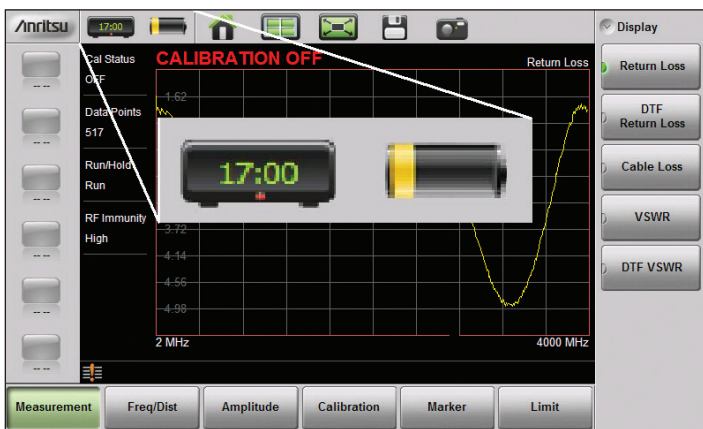 Anritsu
17:00
Display
Cal Status
OFF
CALIBRATION OFF
Return Loss
Data Points
517
Run/Hold
Run
RF Immunity
High
-1.62
17:00
-3.72
-4.14
-4.56
-4.98
2 MHz
4000 MHz
-- --
-- --
-- --
-- --
-- --
-- --
Return Loss
DTF
Return Loss
Cable Loss
VSWR
DTF VSWR
Measurement
Freq/Dist
Amplitude
Calibration
Marker
Limit